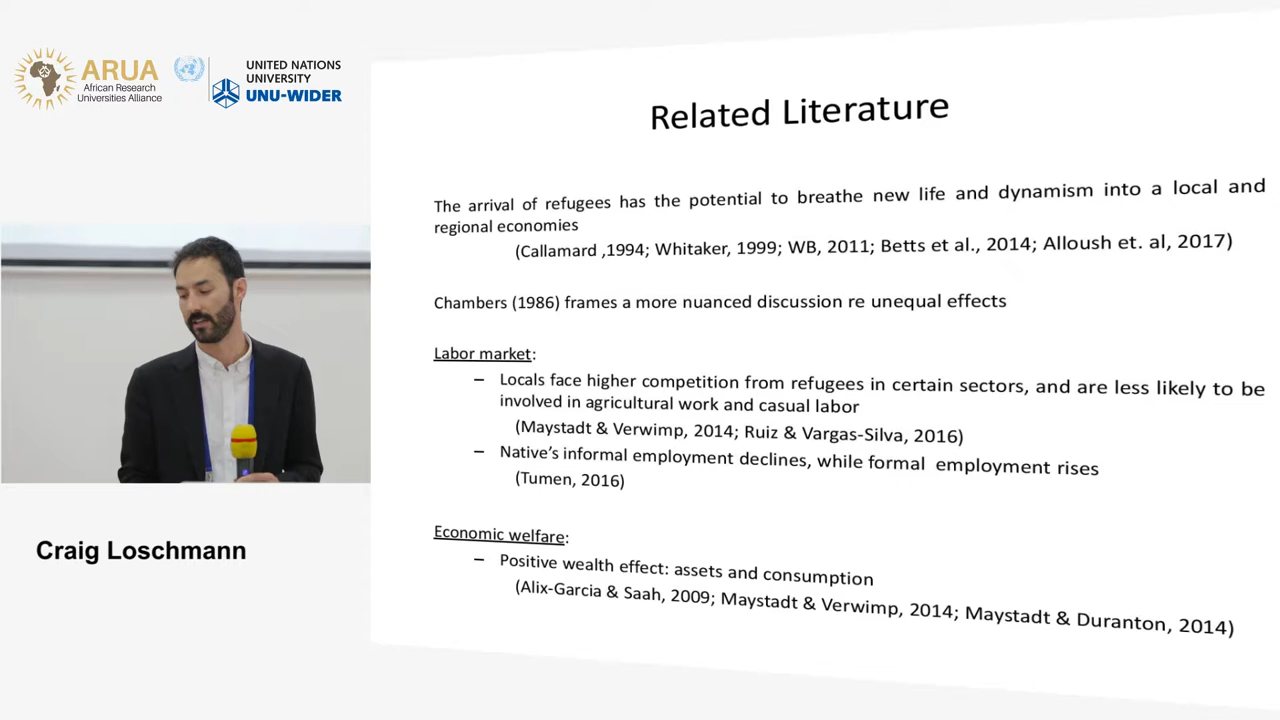 ARUA
African Research
Universities Alliance
UNITED NATIONS
UNIVERSITY
UNU-WIDER
Related Literature
The arrival of refugees has the potential to breathe new life and dynamism into a local and
regional economies
(Callamard ,1994; Whitaker, 1999; WB, 2011; Betts et al., 2014; Alloush et. al, 2017)
Chambers (1986) frames a more nuanced discussion re unequal effects
Labor market:
– Locals face higher competition from refugees in certain sectors, and are less likely to be
involved in agricultural work and casual labor
(Maystadt & Verwimp, 2014; Ruiz & Vargas-Silva, 2016)
– Native's informal employment declines, while formal employment rises
(Tumen, 2016)
Economic welfare:
– Positive wealth effect: assets and consumption
(Alix-Garcia & Saah, 2009; Maystadt & Verwimp, 2014; Maystadt & Duranton, 2014)
Craig Loschmann